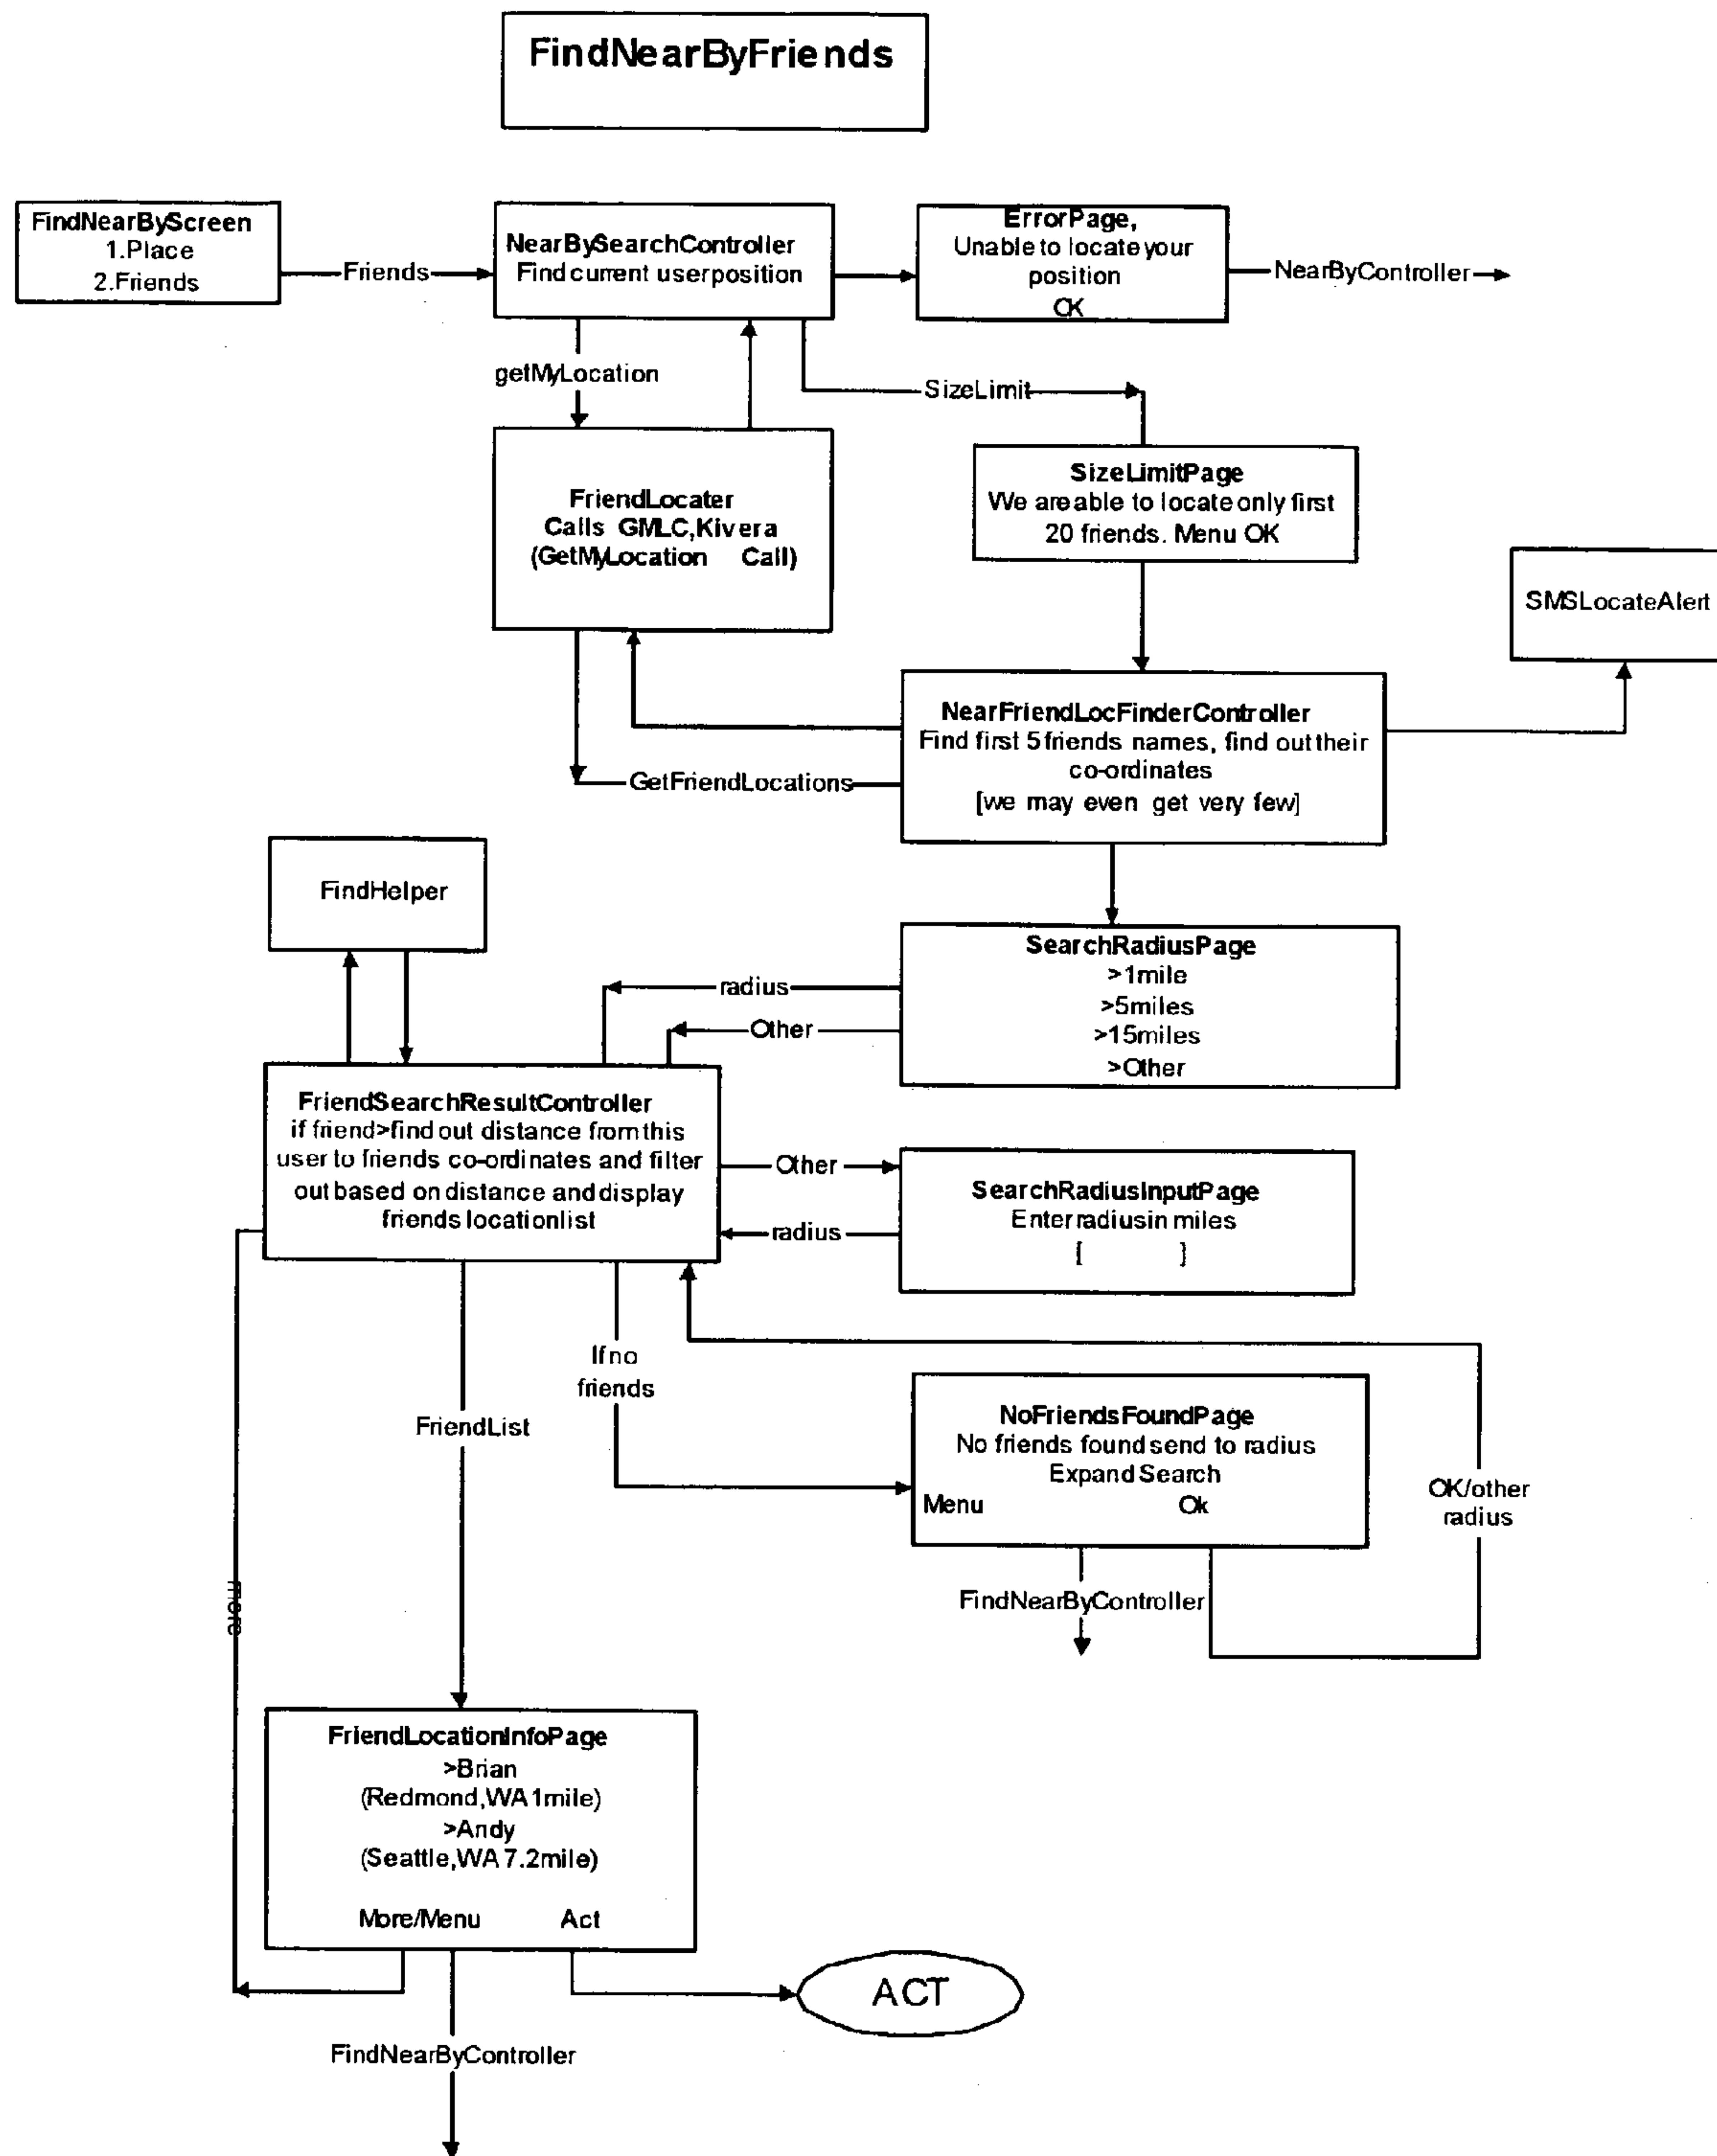 FindNearByFriends
FindNearByScreen
1.Place
2.Friends
Friends
NearBySearchController
Find current user position
ErrorPage,
Unable to locate your
position
OK
NearByController
getMyLocation
SizeLimit
FriendLocater
Calls GMLC,Kivera
(GetMyLocation Call)
SizeLimitPage
We are able to locate only first
20 friends. Menu OK
SMSLocateAlert
NearFriendLocFinderController
Find first 5 friends names, find out their
co-ordinates
[we may even get very few]
GetFriendLocations
FindHelper
SearchRadiusPage
>1mile
>5miles
>15miles
>Other
radius
Other
FriendSearchResultController
if friend>find out distance from this
user to friends co-ordinates and filter
out based on distance and display
friends location list
Other
radius
SearchRadiusInputPage
Enter radius in miles
[ ]
If no
friends
FriendList
NoFriendsFoundPage
No friends found send to radius
Expand Search
Menu Ok
OK/other
radius
FindNearByController
more
FriendLocationInfoPage
>Brian
(Redmond,WA 1mile)
>Andy
(Seattle,WA 7.2mile)
More/Menu Act
ACT
FindNearByController